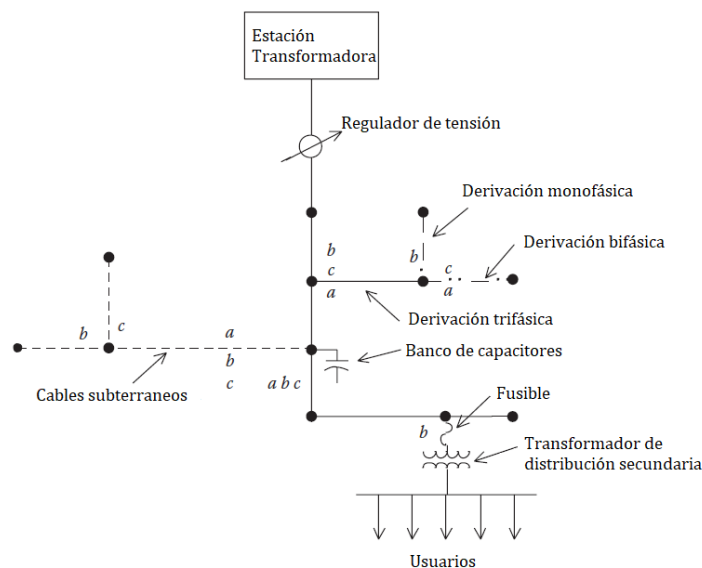 Estación
Transformadora
Regulador de tensión
Derivación monofásica
b
b
c
Derivación bifásica
c
a
a
Derivación trifásica
b
c
a
b
Banco de capacitores
Cables subterraneos
c
a b c
Fusible
b
Transformador de
distribución secundaria
Usuarios